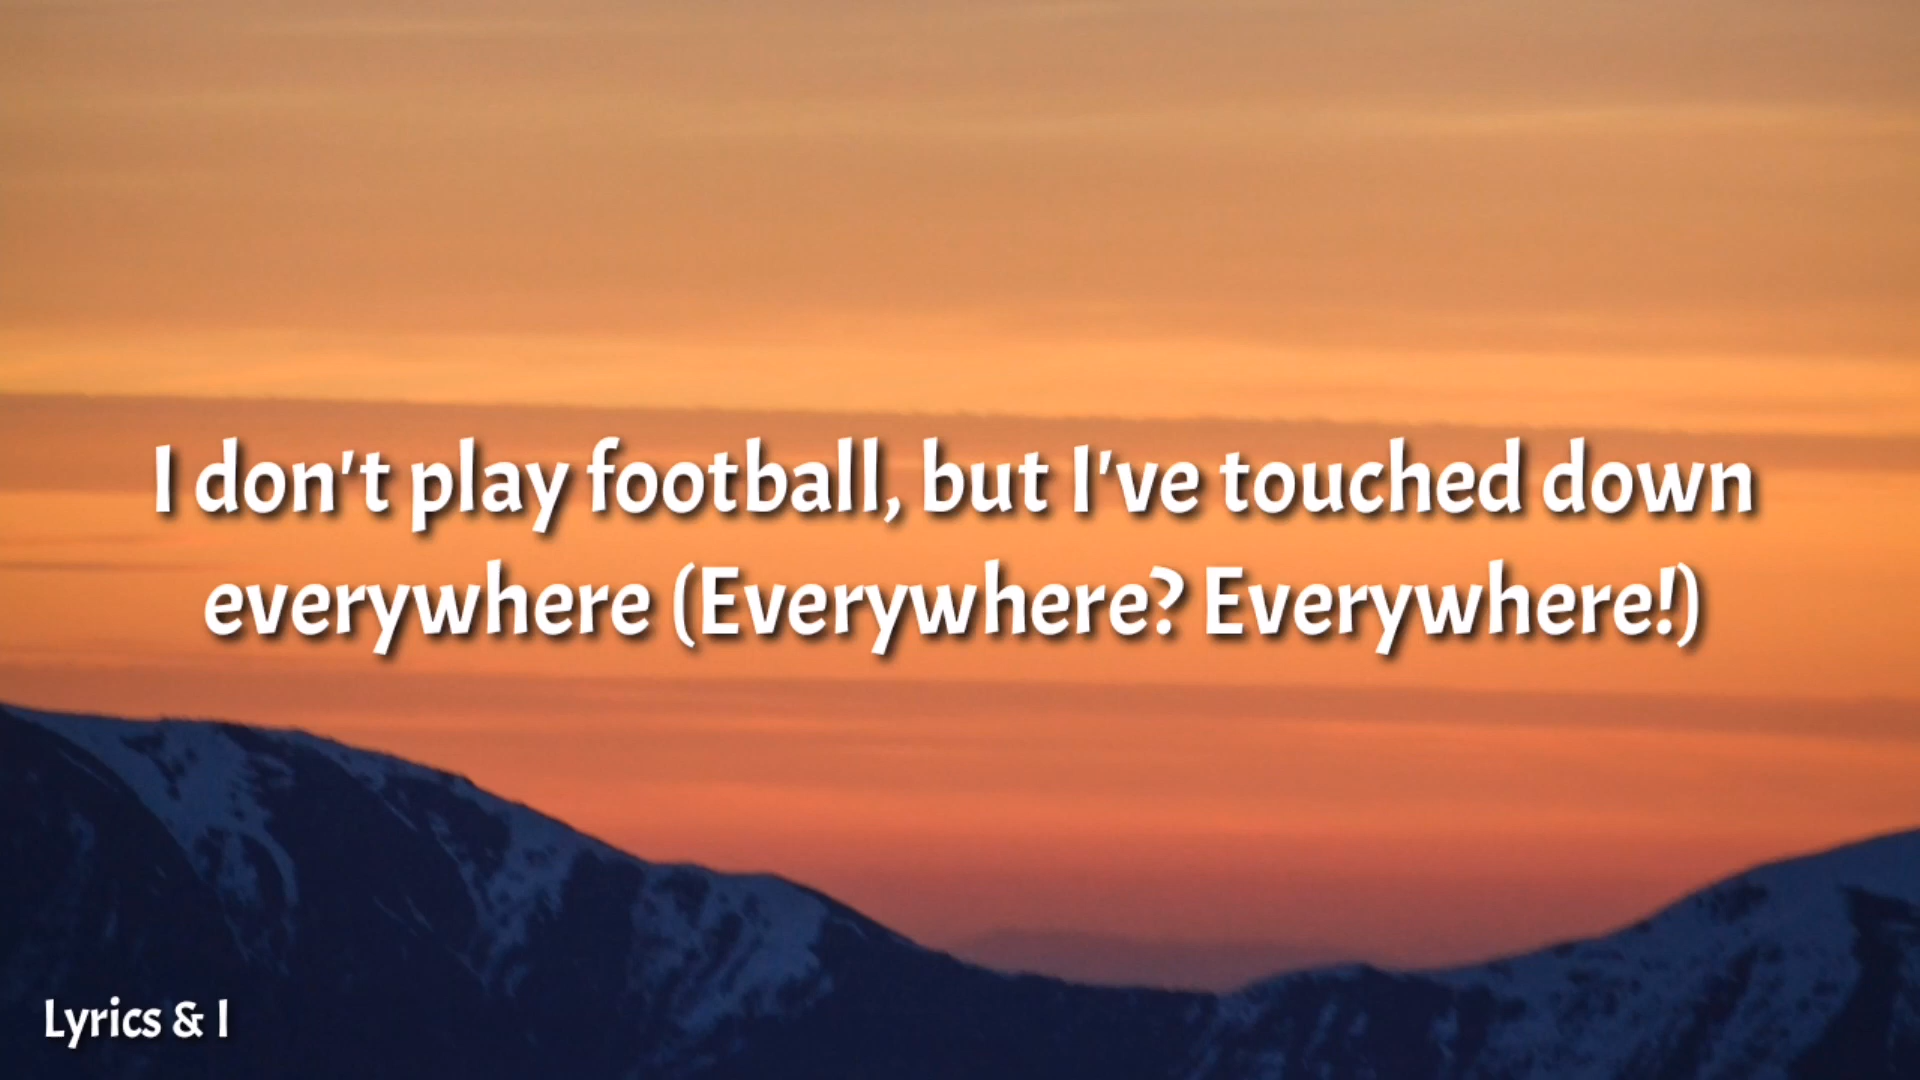 I don't play football, but I've touched down
everywhere (Everywhere? Everywhere!)
Lyrics & I